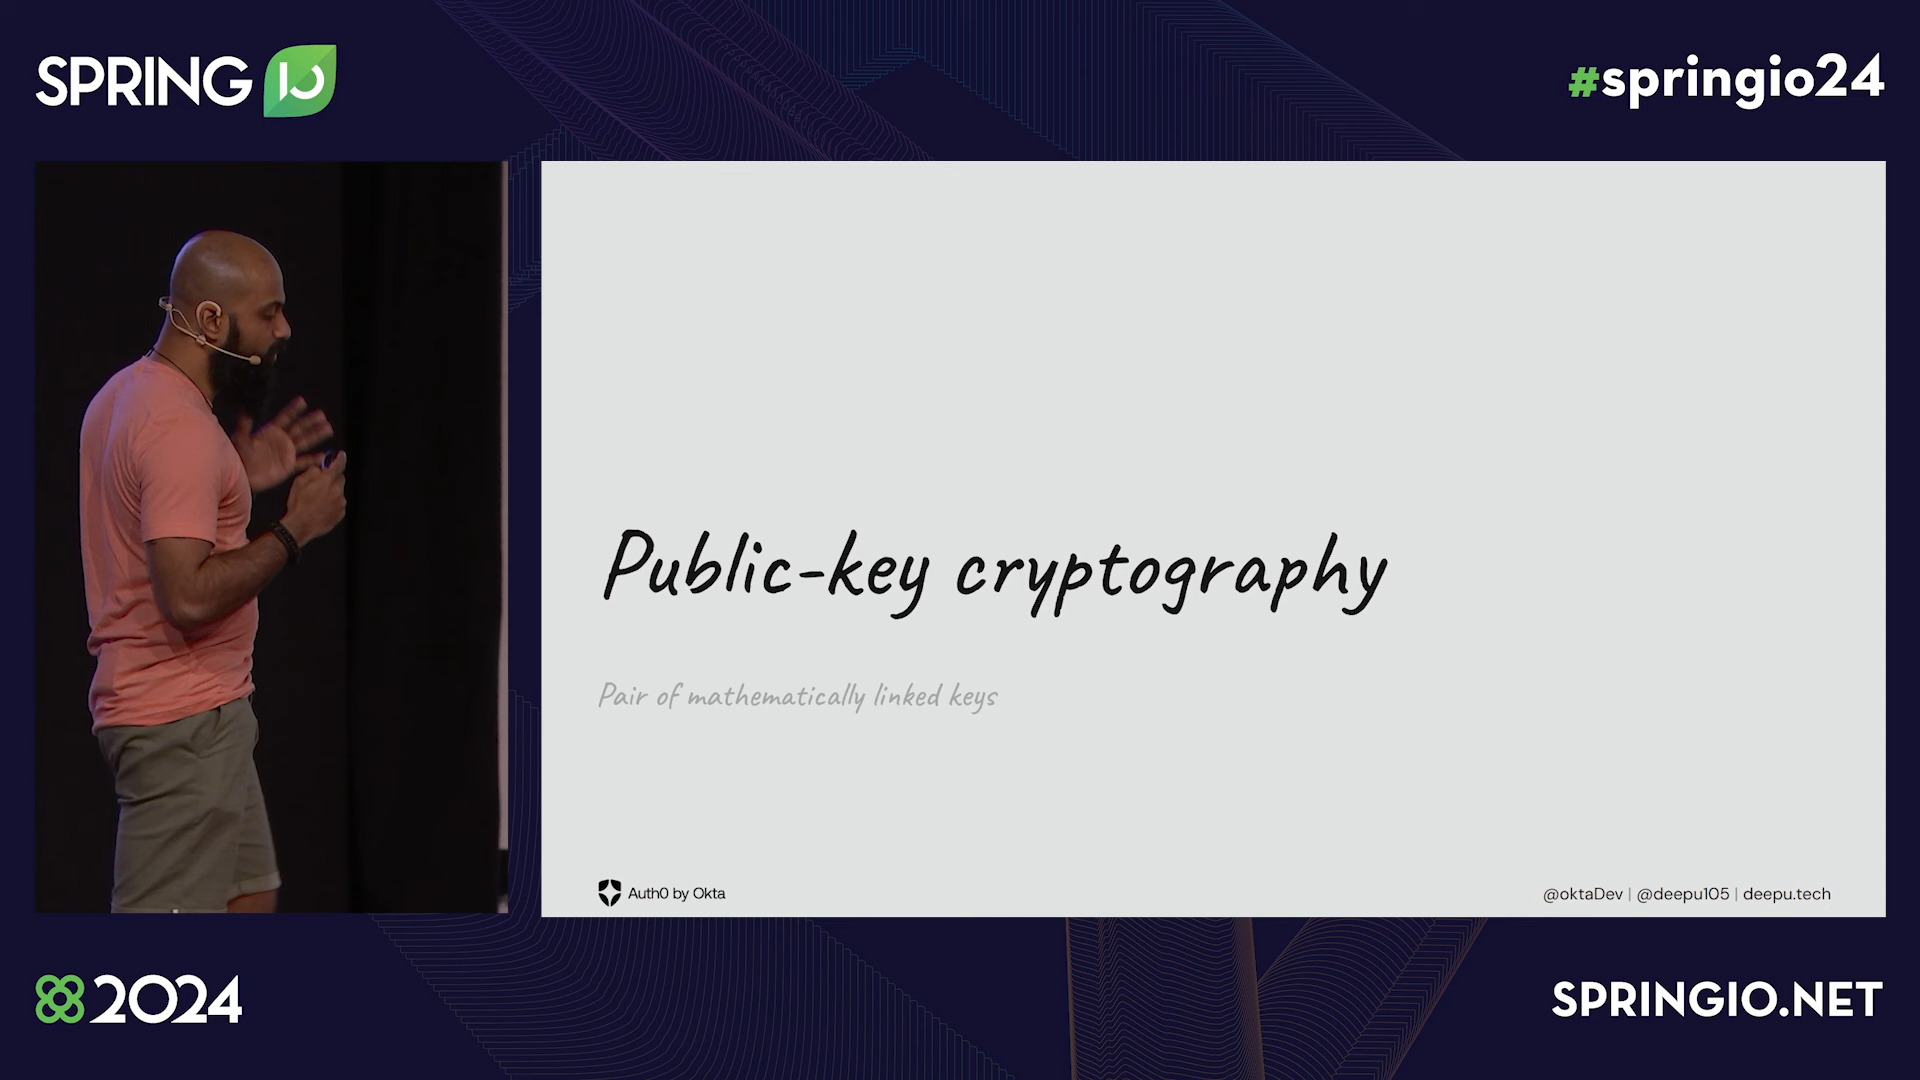 SPRING IO
#springio24
Public-key cryptography
Pair of mathematically linked keys
Auth0 by Okta
@oktaDev | @deepu105 | deepu.tech
2024
SPRINGIO.NET